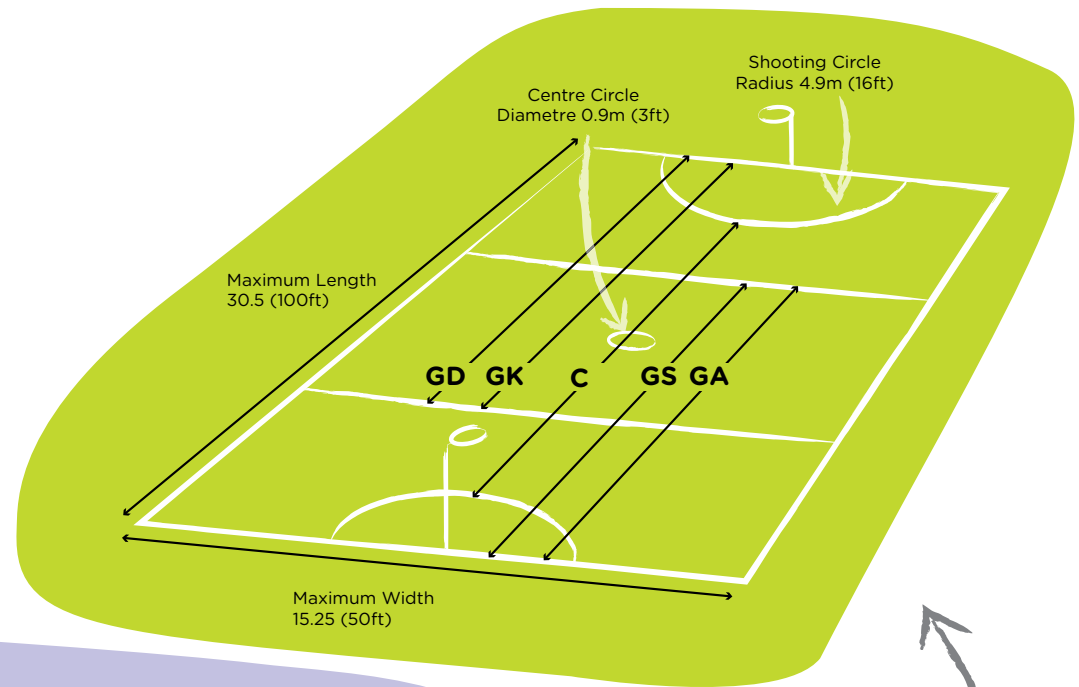 Shooting Circle
Radius 4.9m (16ft)
Centre Circle
Diametre 0.9m (3ft)
Maximum Length
30.5 (100ft)
GD GK C GS GA
Maximum Width
15.25 (50ft)